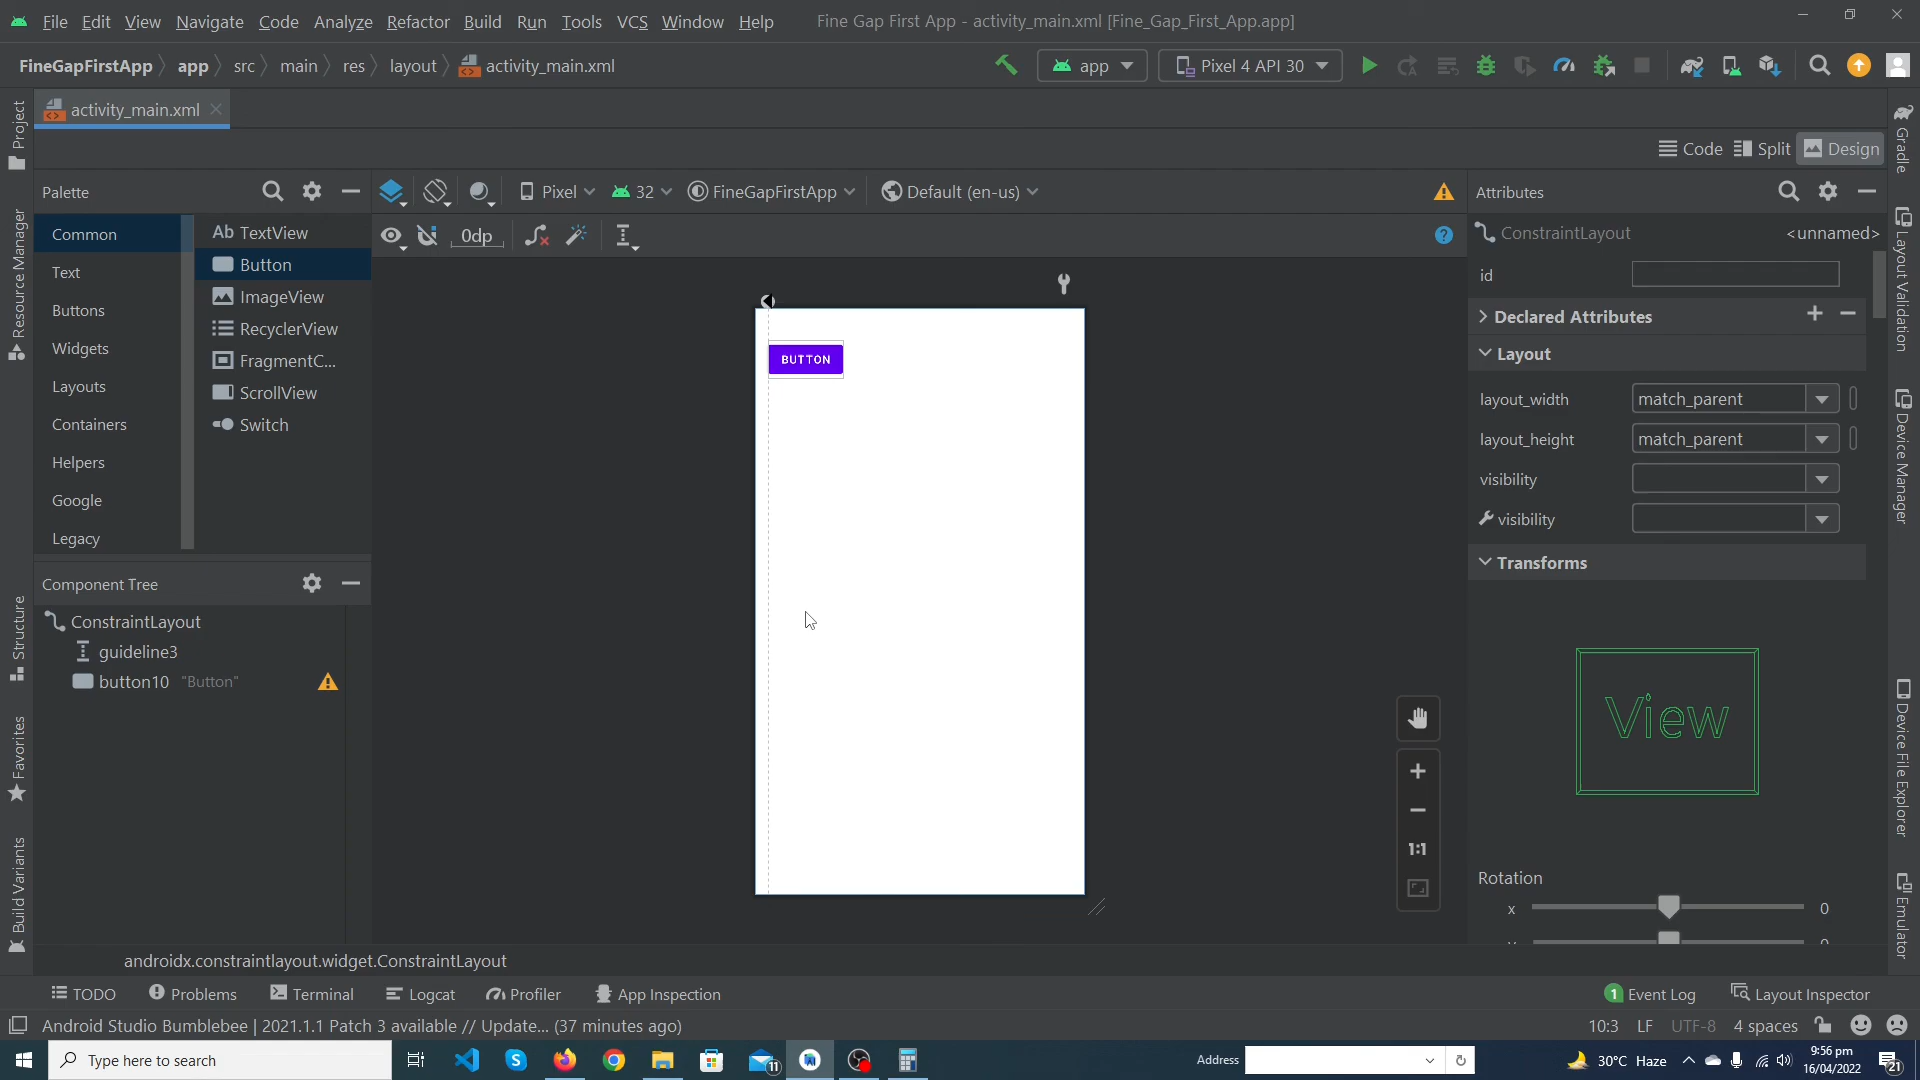 File Edit View Navigate Code Analyze Refactor Build Run Tools VCS Window Help Fine Gap First App - activity_main.xml [Fine_Gap_First_App.app]
FineGapFirstApp app src main res layout activity_main.xml app Pixel 4 API 30
Project
activity_main.xml
Code Split Design
Gradle
Palette
Pixel 32 FineGapFirstApp Default (en-us)
Attributes
Common
Text
Buttons
Widgets
Layouts
Containers
Helpers
Google
Legacy
Ab TextView
Button
ImageView
RecyclerView
FragmentC...
ScrollView
Switch
0dp
?
ConstraintLayout <unnamed>
id
Declared Attributes
Layout
layout_width match_parent
layout_height match_parent
visibility
visibility
Transforms
View
Rotation
x 0
BUTTON
Resource Manager
Layout Validation
Device Manager
Component Tree
ConstraintLayout
guideline3
button10 "Button"
1:1
Structure
Favorites
Build Variants
Device File Explorer
Emulator
androidx.constraintlayout.widget.ConstraintLayout
TODO Problems Terminal Logcat Profiler App Inspection 1 Event Log Layout Inspector
Android Studio Bumblebee | 2021.1.1 Patch 3 available // Update... (37 minutes ago) 10:3 LF UTF-8 4 spaces
Type here to search 11 Address 30°C Haze 9:56 pm
16/04/2022 21